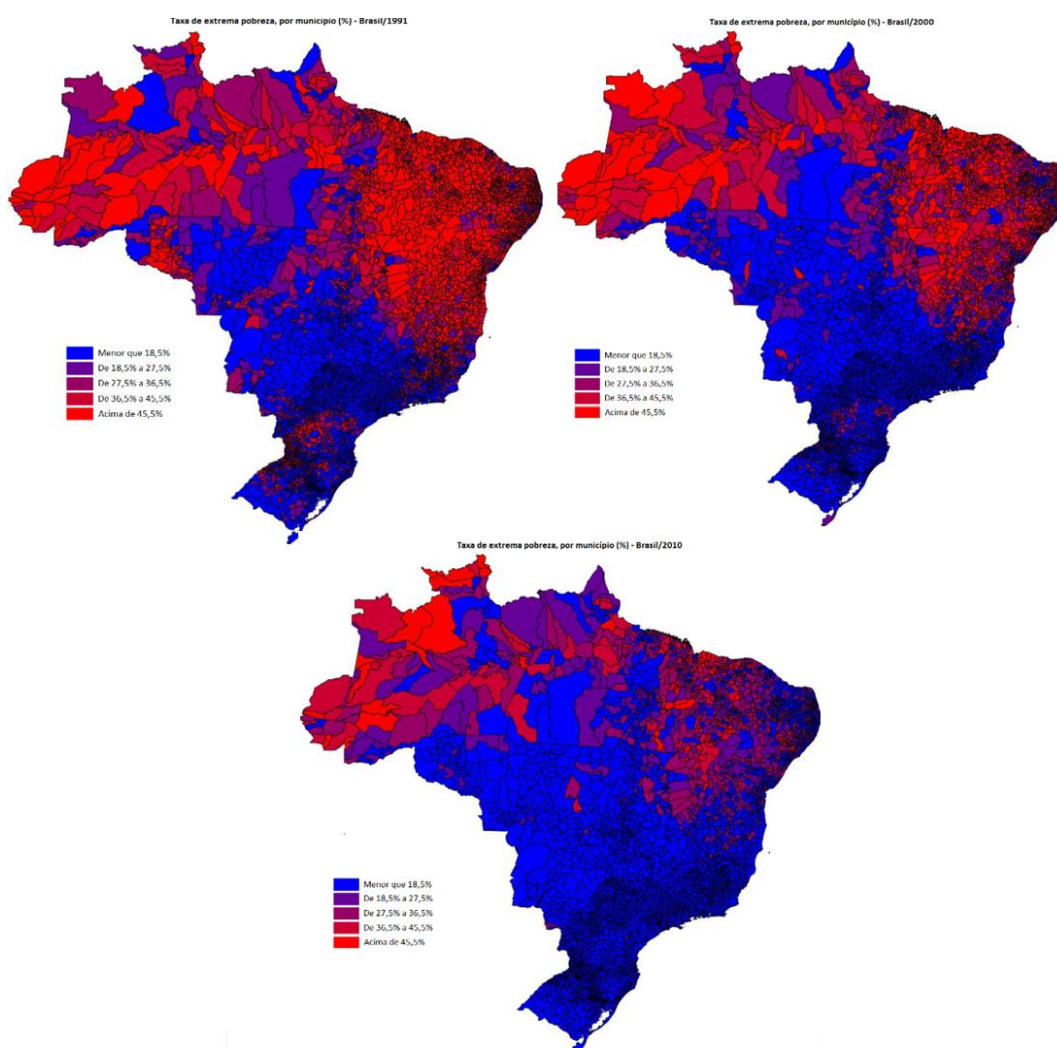 Taxa de extrema pobreza, por município (%) - Brasil/1991
Menor que 18,5%
De 18,5% a 27,5%
De 27,5% a 36,5%
De 36,5% a 45,5%
Acima de 45,5%
Taxa de extrema pobreza, por município (%) - Brasil/2000
Menor que 18,5%
De 18,5% a 27,5%
De 27,5% a 36,5%
De 36,5% a 45,5%
Acima de 45,5%
Taxa de extrema pobreza, por município (%) - Brasil/2010
Menor que 18,5%
De 18,5% a 27,5%
De 27,5% a 36,5%
De 36,5% a 45,5%
Acima de 45,5%